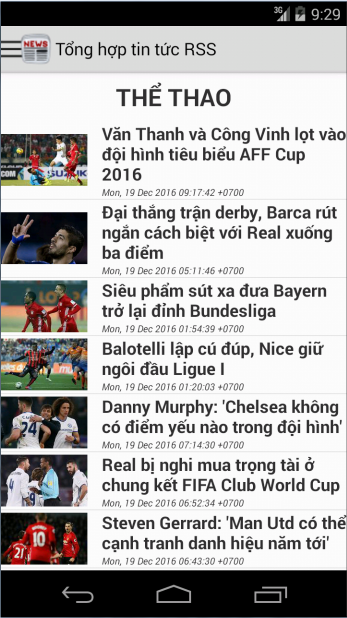 3G
9:29
NEWS
Tổng hợp tin tức RSS
THỂ THAO
Văn Thanh và Công Vinh lọt vào
đội hình tiêu biểu AFF Cup
2016
Mon, 19 Dec 2016 09:17:42 +0700
Đại thắng trận derby, Barca rút
ngắn cách biệt với Real xuống
ba điểm
Mon, 19 Dec 2016 05:11:46 +0700
Siêu phẩm sút xa đưa Bayern
trở lại đỉnh Bundesliga
Mon, 19 Dec 2016 01:54:39 +0700
Balotelli lập cú đúp, Nice giữ
ngôi đầu Ligue I
Mon, 19 Dec 2016 01:20:03 +0700
Danny Murphy: 'Chelsea không
có điểm yếu nào trong đội hình'
Mon, 19 Dec 2016 07:14:30 +0700
Real bị nghi mua trọng tài ở
chung kết FIFA Club World Cup
Mon, 19 Dec 2016 06:52:34 +0700
Steven Gerrard: 'Man Utd có thể
cạnh tranh danh hiệu năm tới'
Mon, 19 Dec 2016 06:43:30 +0700
SUZUK
24
10